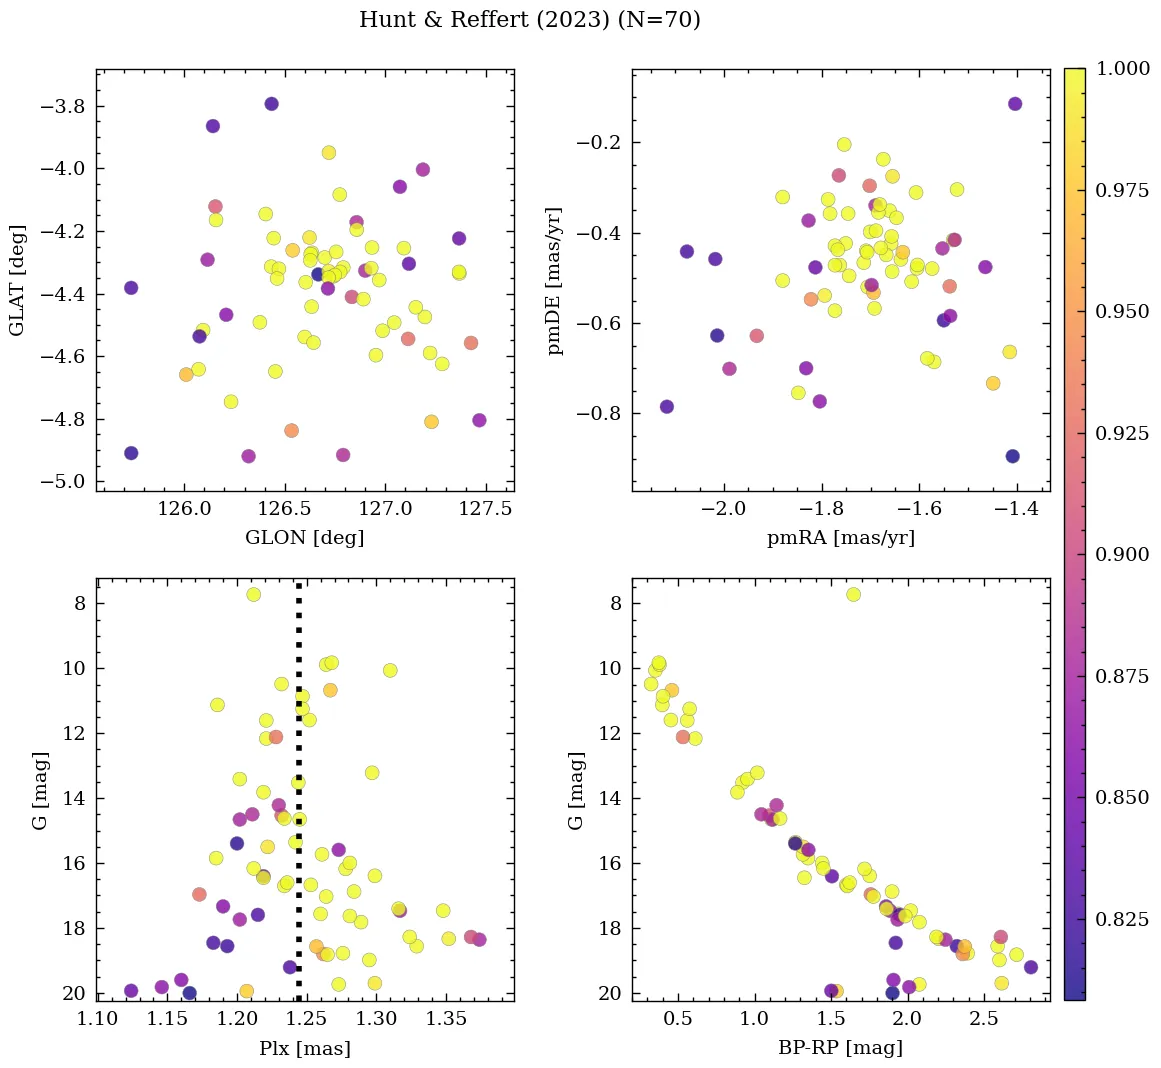 Hunt & Reffert (2023) (N=70)
−3.8
−4.0
−4.2
−4.4
−4.6
−4.8
−5.0
GLAT [deg]
126.0 126.5 127.0 127.5
GLON [deg]
−0.2
−0.4
−0.6
−0.8
pmDE [mas/yr]
−2.0 −1.8 −1.6 −1.4
pmRA [mas/yr]
1.000
0.975
0.950
0.925
0.900
0.875
0.850
0.825
8
10
12
14
16
18
20
G [mag]
1.10 1.15 1.20 1.25 1.30 1.35
Plx [mas]
8
10
12
14
16
18
20
G [mag]
0.5 1.0 1.5 2.0 2.5
BP-RP [mag]